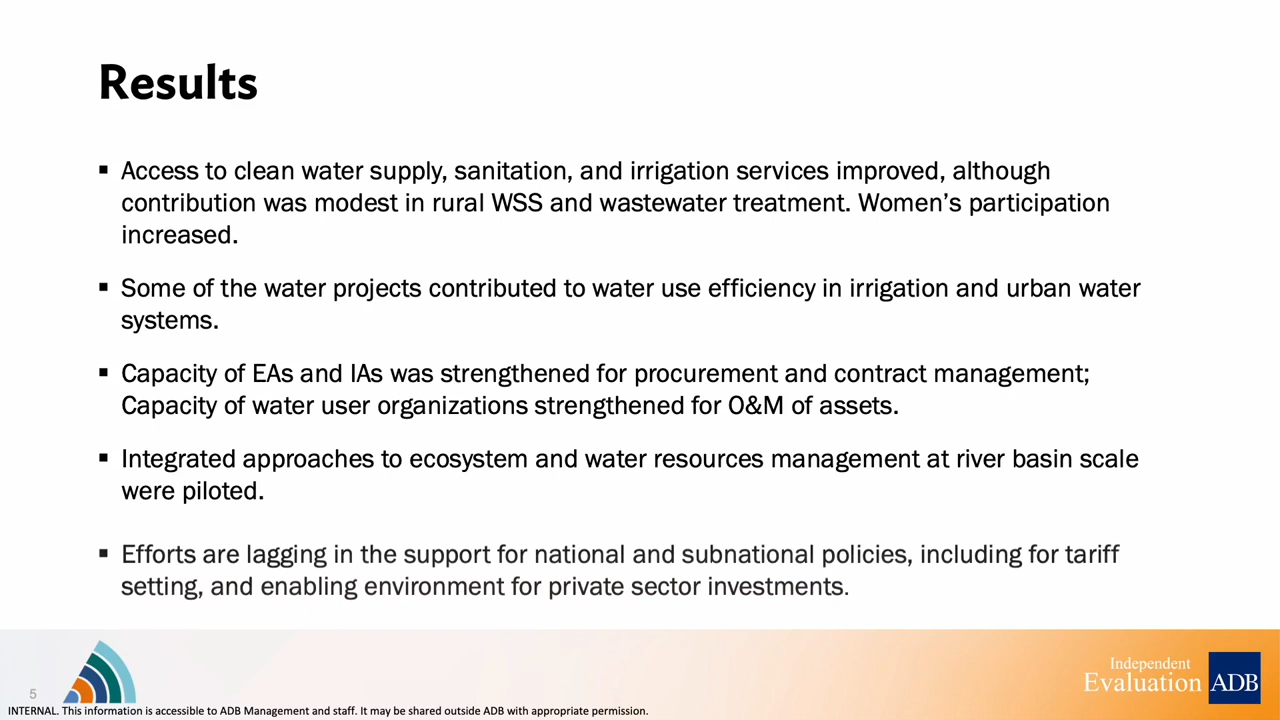 Results
▪ Access to clean water supply, sanitation, and irrigation services improved, although
contribution was modest in rural WSS and wastewater treatment. Women’s participation
increased.
▪ Some of the water projects contributed to water use efficiency in irrigation and urban water
systems.
▪ Capacity of EAs and IAs was strengthened for procurement and contract management;
Capacity of water user organizations strengthened for O&M of assets.
▪ Integrated approaches to ecosystem and water resources management at river basin scale
were piloted.
▪ Efforts are lagging in the support for national and subnational policies, including for tariff
setting, and enabling environment for private sector investments.
Independent
Evaluation ADB
5
INTERNAL. This information is accessible to ADB Management and staff. It may be shared outside ADB with appropriate permission.